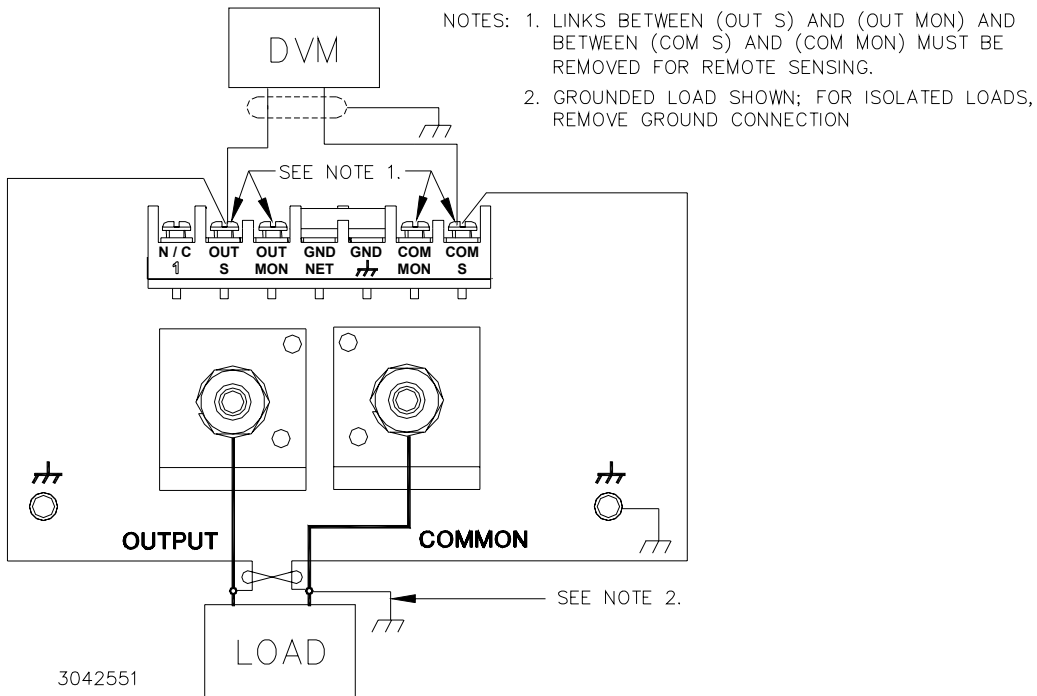 NOTES: 1. LINKS BETWEEN (OUT S) AND (OUT MON) AND
BETWEEN (COM S) AND (COM MON) MUST BE
REMOVED FOR REMOTE SENSING.
2. GROUNDED LOAD SHOWN; FOR ISOLATED LOADS,
REMOVE GROUND CONNECTION
DVM
SEE NOTE 1.
N / C OUT OUT GND GND COM COM
1 S MON NET MON S
OUTPUT COMMON
SEE NOTE 2.
LOAD
3042551